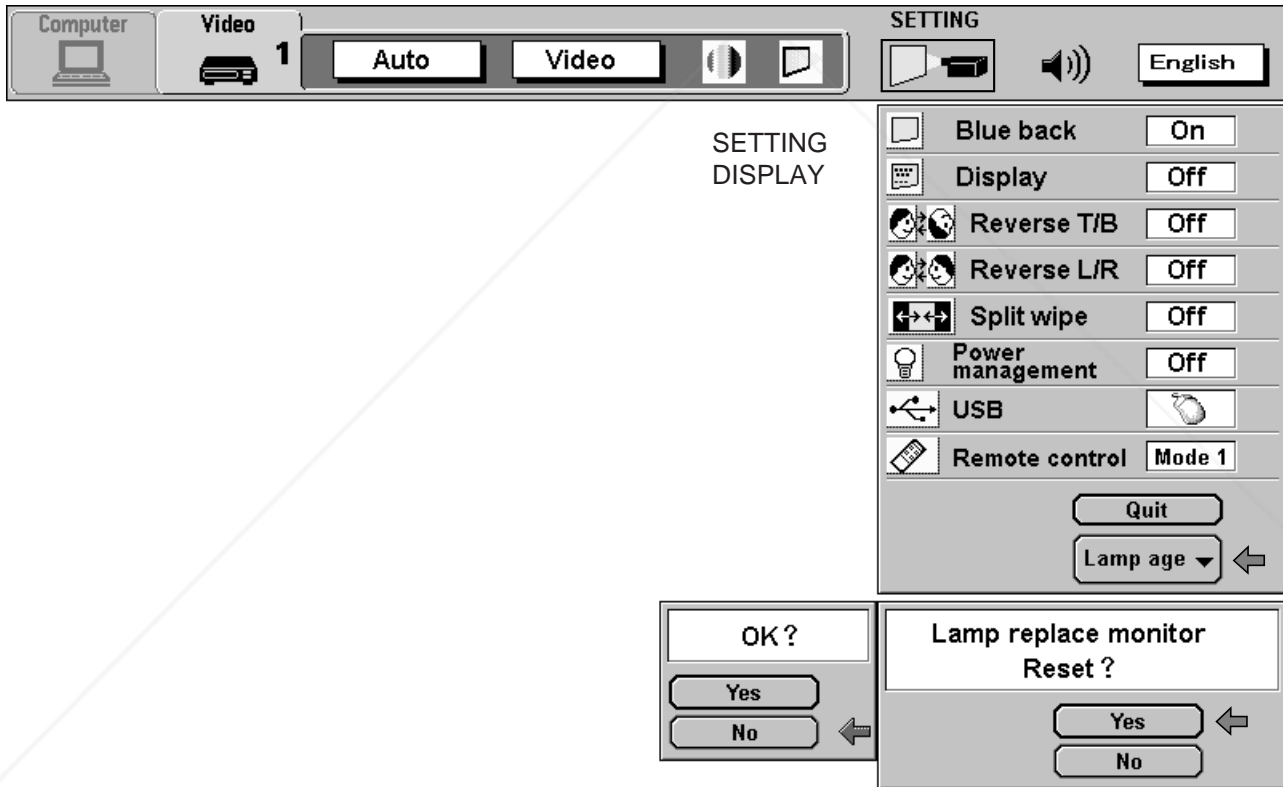 Computer
Video
1
Auto
Video
SETTING
English
SETTING
DISPLAY
Blue back On
Display Off
Reverse T/B Off
Reverse L/R Off
Split wipe Off
Power
management Off
USB
Remote control Mode 1
Quit
Lamp age
OK?
Yes
No
Lamp replace monitor
Reset?
Yes
No